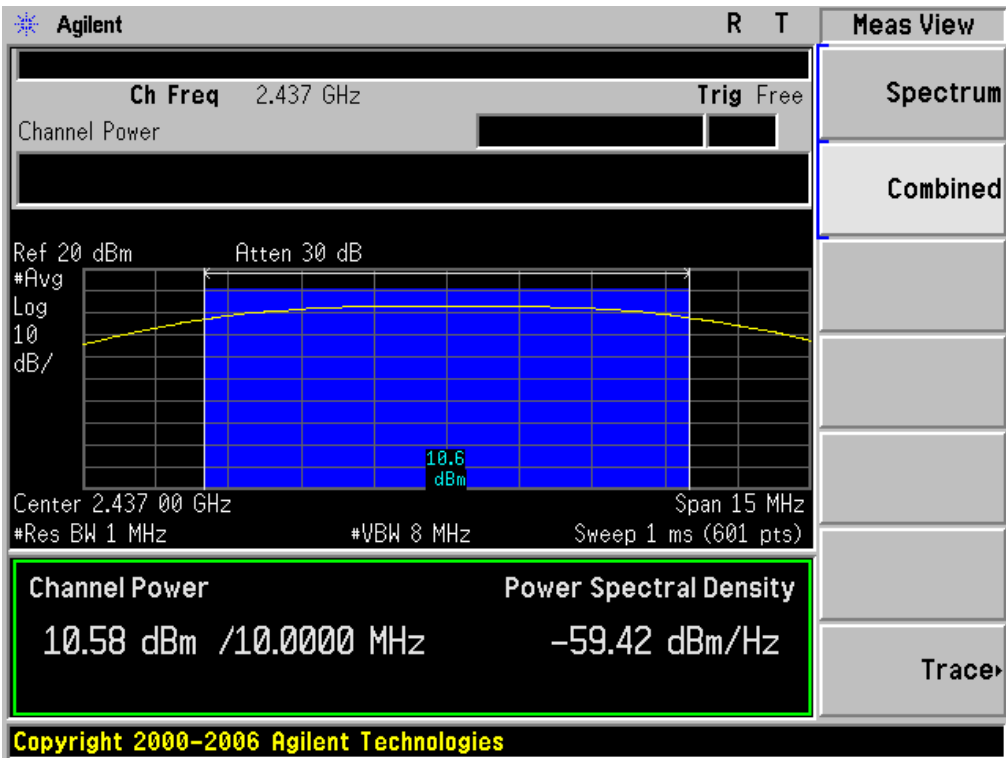 Agilent R T Meas View
Ch Freq 2.437 GHz Trig Free
Channel Power
Spectrum
Combined
Ref 20 dBm Atten 30 dB
#Avg
Log
10
dB/
10.6
dBm
Center 2.437 00 GHz Span 15 MHz
#Res BW 1 MHz #VBW 8 MHz Sweep 1 ms (601 pts)
Channel Power Power Spectral Density
10.58 dBm /10.0000 MHz -59.42 dBm/Hz
Trace
Copyright 2000-2006 Agilent Technologies